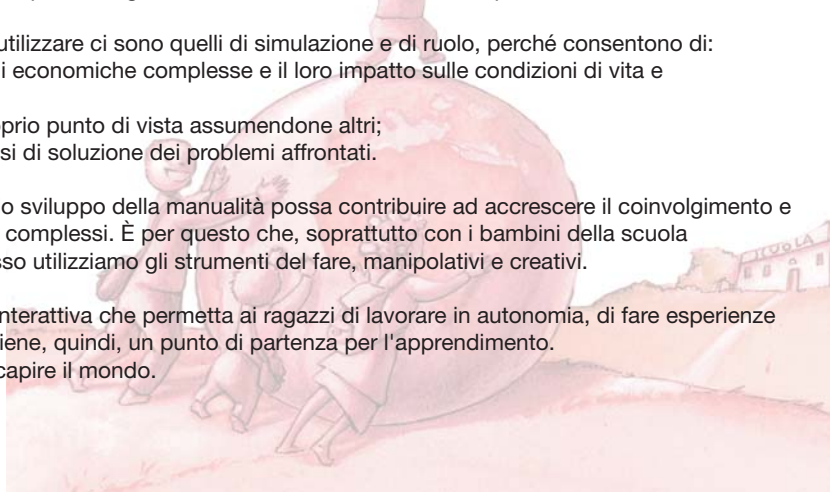 utilizzare ci sono quelli di simulazione e di ruolo, perché consentono di:
i economiche complesse e il loro impatto sulle condizioni di vita e
oprio punto di vista assumendone altri;
si di soluzione dei problemi affrontati.
o sviluppo della manualità possa contribuire ad accrescere il coinvolgimento e
complessi. È per questo che, soprattutto con i bambini della scuola
sso utilizziamo gli strumenti del fare, manipolativi e creativi.
nterattiva che permetta ai ragazzi di lavorare in autonomia, di fare esperienze
iene, quindi, un punto di partenza per l'apprendimento.
capire il mondo.
SCUOLA